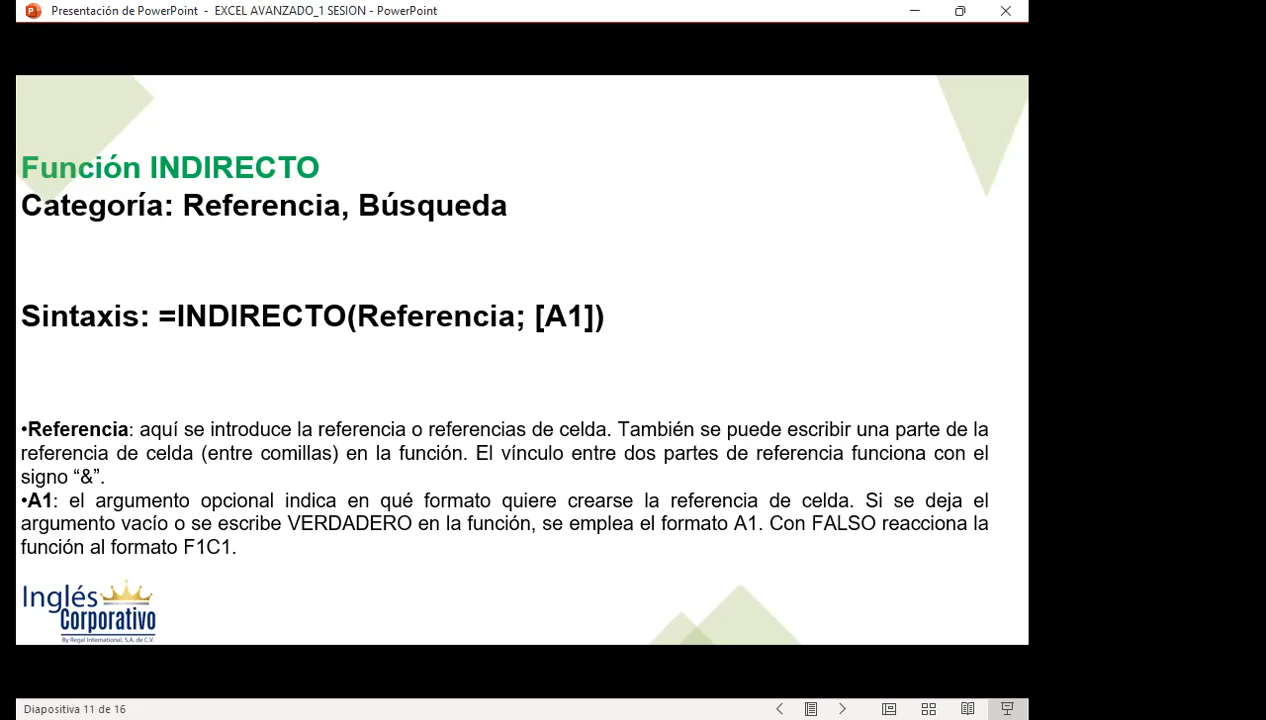 Presentación de PowerPoint - EXCEL AVANZADO_1 SESION - PowerPoint
Función INDIRECTO
Categoría: Referencia, Búsqueda
Sintaxis: =INDIRECTO(Referencia; [A1])
•Referencia: aquí se introduce la referencia o referencias de celda. También se puede escribir una parte de la
referencia de celda (entre comillas) en la función. El vínculo entre dos partes de referencia funciona con el
signo “&”.
•A1: el argumento opcional indica en qué formato quiere crearse la referencia de celda. Si se deja el
argumento vacío o se escribe VERDADERO en la función, se emplea el formato A1. Con FALSO reacciona la
función al formato F1C1.
Inglés
Corporativo
By Regal International, S.A. de C.V.
Diapositiva 11 de 16